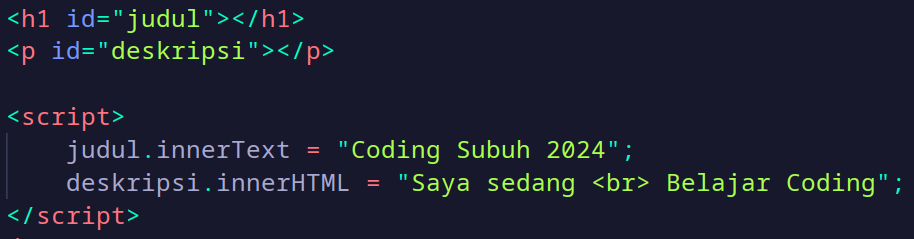 <h1 id="judul"></h1>
<p id="deskripsi"></p>
<script>
judul.innerText = "Coding Subuh 2024";
deskripsi.innerHTML = "Saya sedang <br> Belajar Coding";
</script>